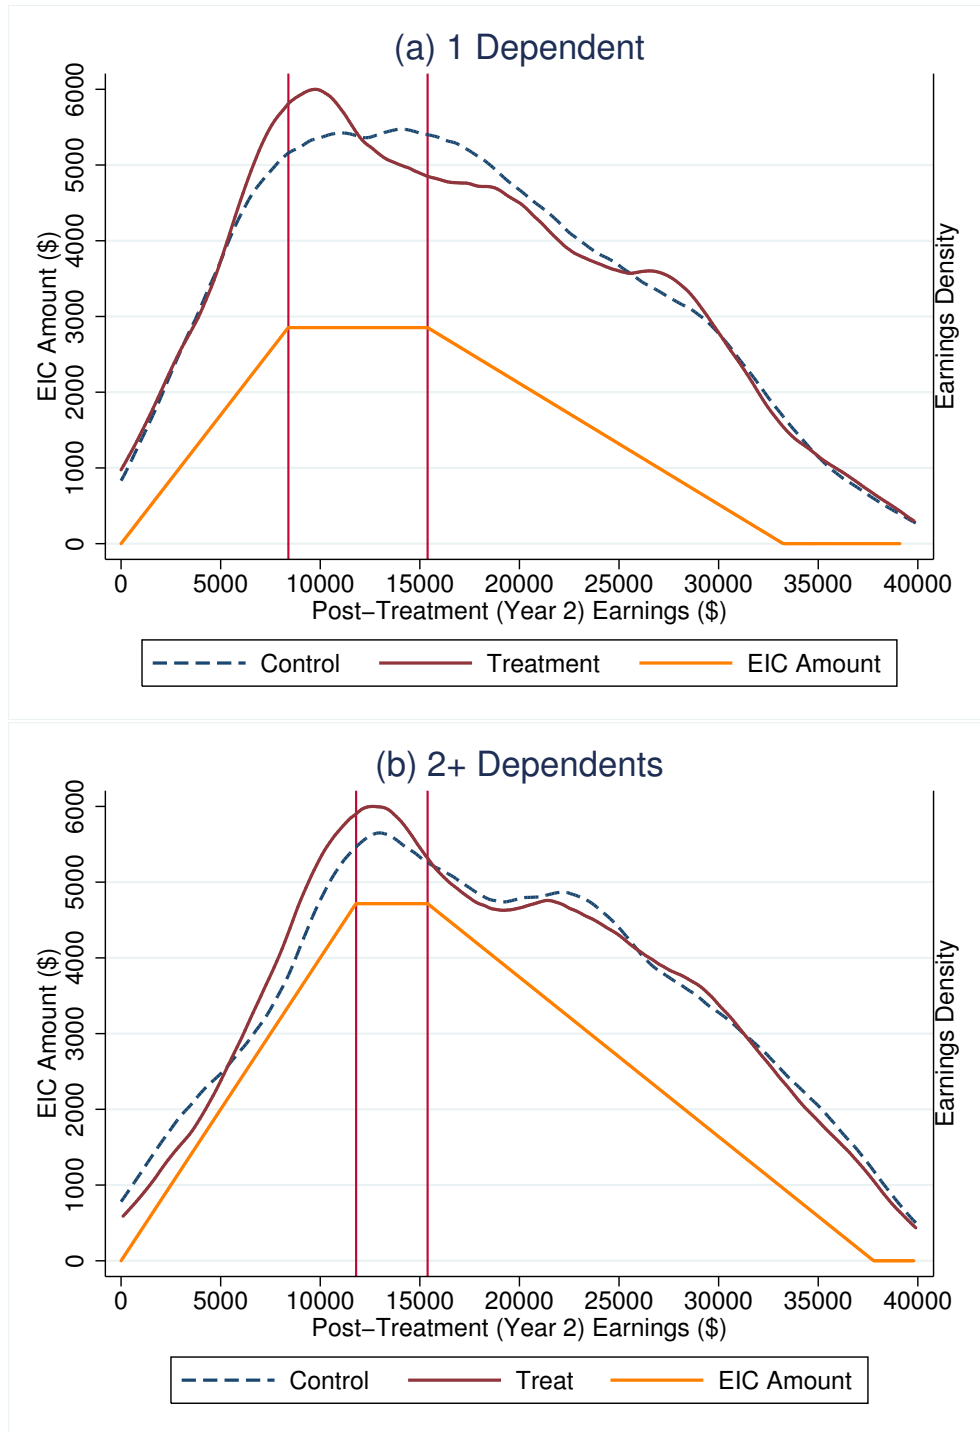 (a) 1 Dependent
6000
5000
4000
3000
2000
1000
0
EIC Amount ($)
Earnings Density
0 5000 10000 15000 20000 25000 30000 35000 40000
Post−Treatment (Year 2) Earnings ($)
Control Treatment EIC Amount
(b) 2+ Dependents
6000
5000
4000
3000
2000
1000
0
EIC Amount ($)
Earnings Density
0 5000 10000 15000 20000 25000 30000 35000 40000
Post−Treatment (Year 2) Earnings ($)
Control Treat EIC Amount